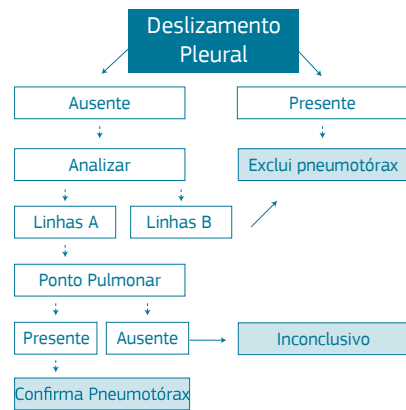 Deslizamento
Pleural
Ausente
Presente
Analizar
Exclui pneumotórax
Linhas A
Linhas B
Ponto Pulmonar
Presente
Ausente
Inconclusivo
Confirma Pneumotórax